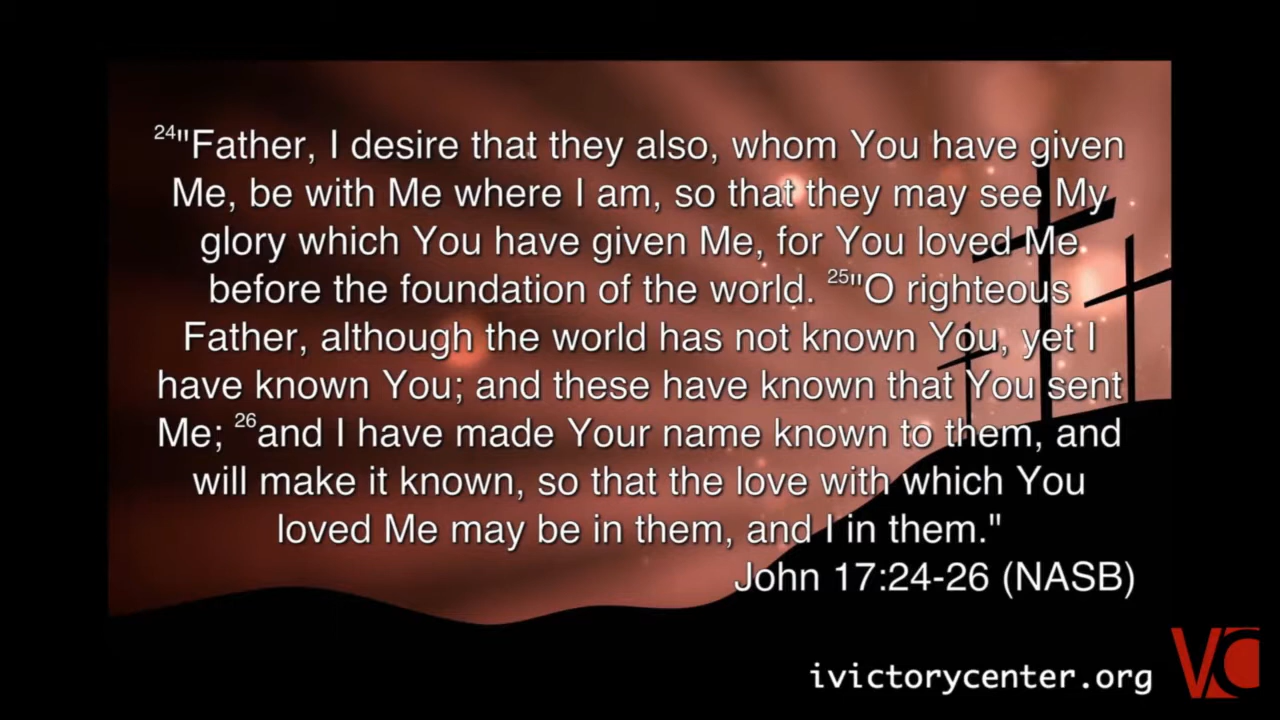 24"Father, I desire that they also, whom You have given
Me, be with Me where I am, so that they may see My
glory which You have given Me, for You loved Me
before the foundation of the world. 25"O righteous
Father, although the world has not known You, yet I
have known You; and these have known that You sent
Me; 26and I have made Your name known to them, and
will make it known, so that the love with which You
loved Me may be in them, and I in them."
John 17:24-26 (NASB)
ivictorycenter.org
VC